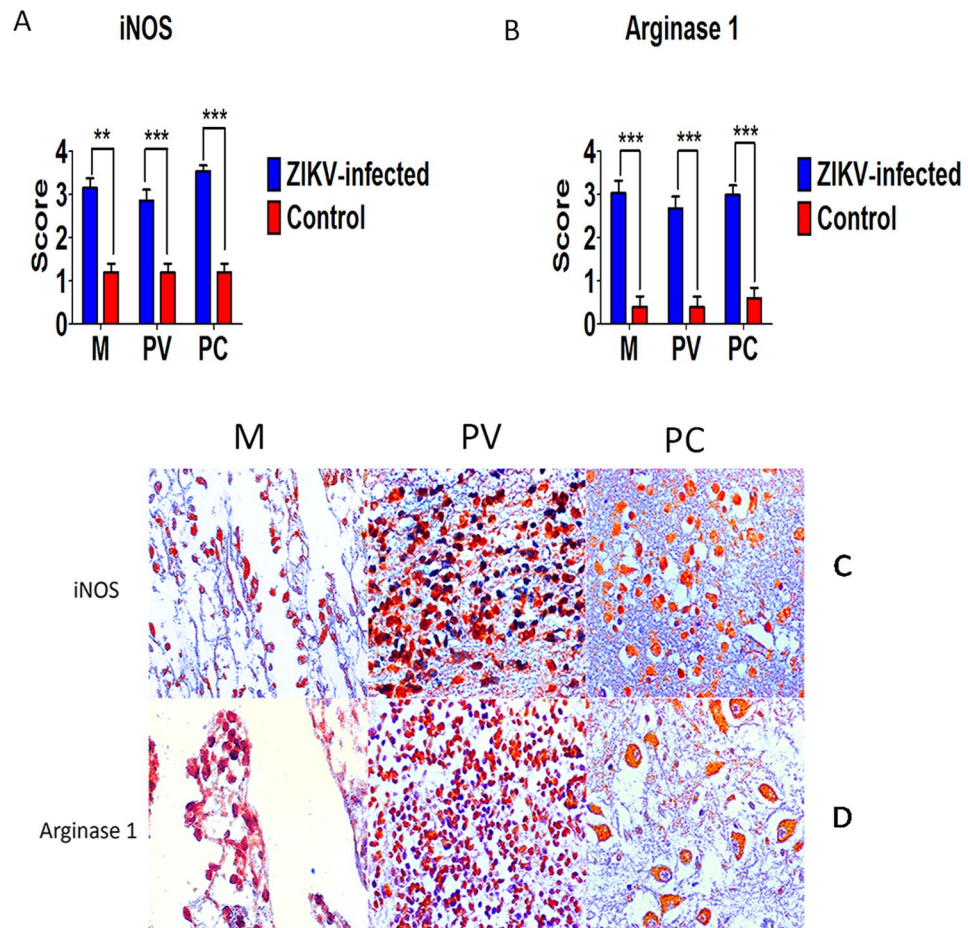 A
iNOS
Score
4
3
2
1
0
**
***
***
M PV PC
ZIKV-infected
Control
B
Arginase 1
Score
4
3
2
1
0
***
***
***
M PV PC
ZIKV-infected
Control
M PV PC
iNOS
C
Arginase 1
D